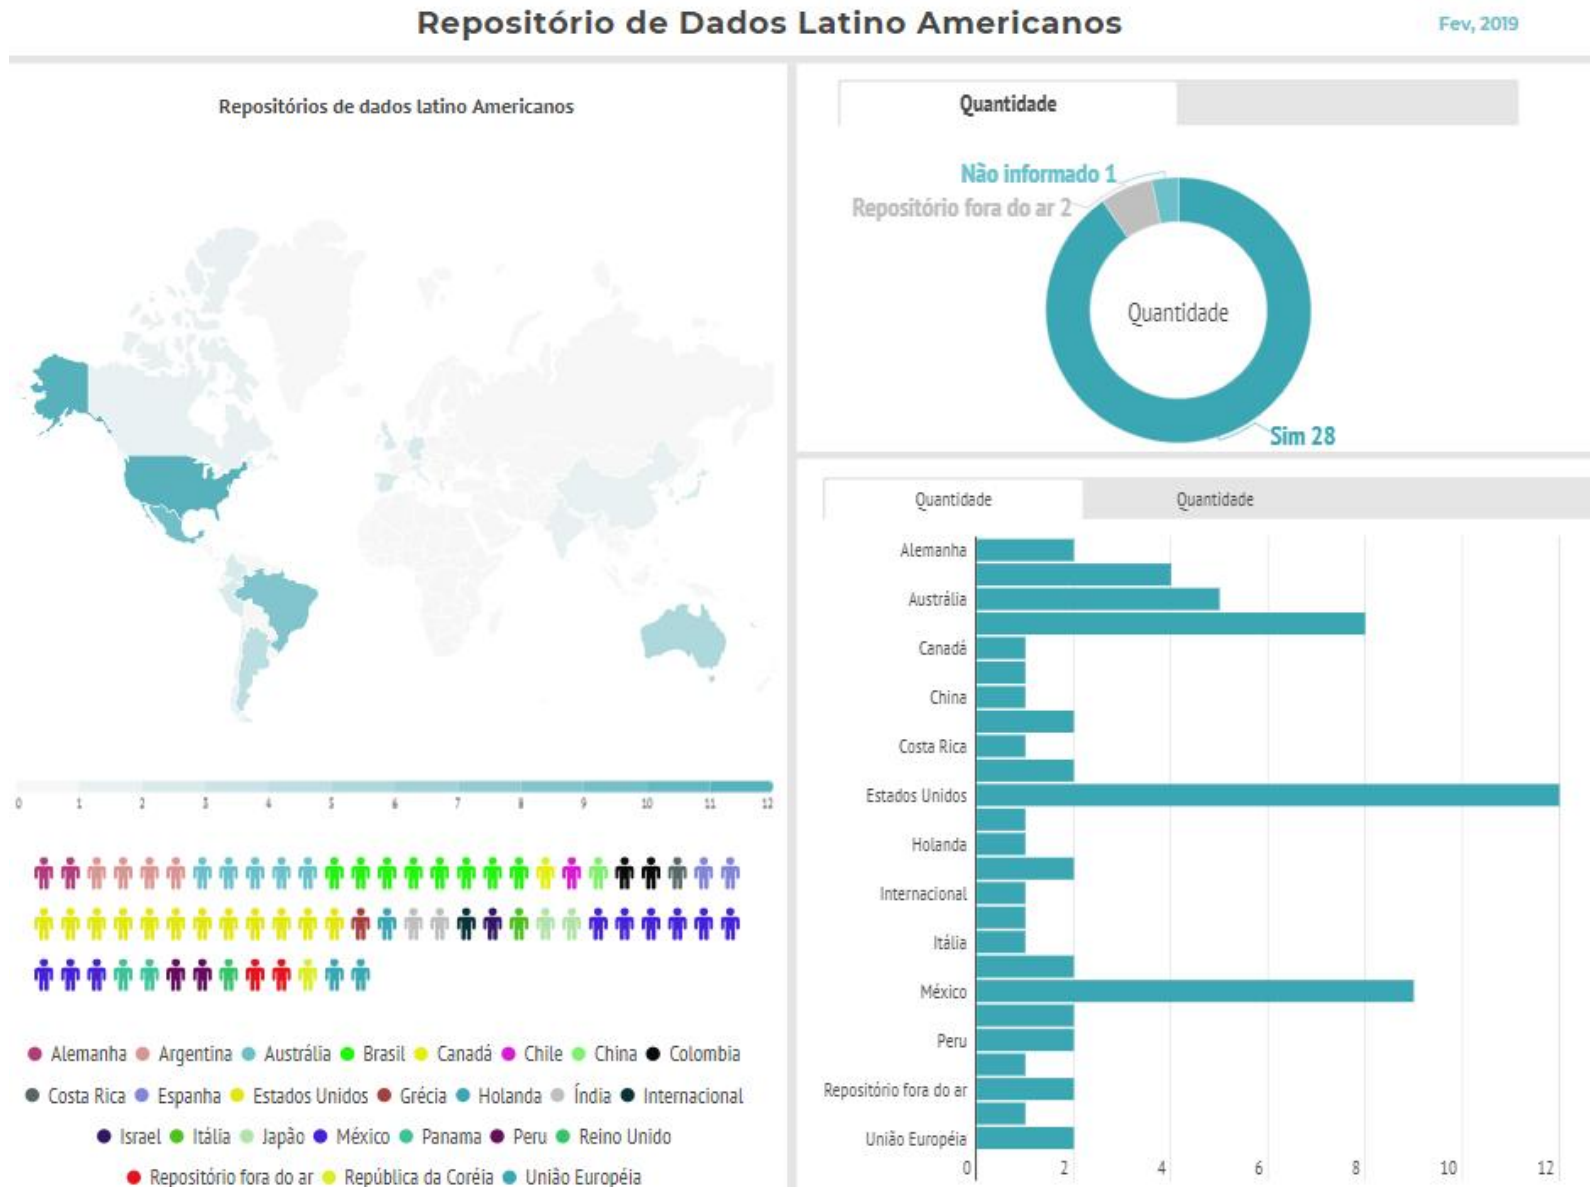 Repositório de Dados Latino Americanos
Fev, 2019
Repositórios de dados latino Americanos
0 1 2 3 4 5 6 7 8 9 10 11 12
Alemanha Argentina Austrália Brasil Canadá Chile China Colombia
Costa Rica Espanha Estados Unidos Grécia Holanda Índia Internacional
Israel Itália Japão México Panama Peru Reino Unido
Repositório fora do ar República da Coréia União Européia
Quantidade
Não informado 1
Repositório fora do ar 2
Quantidade
Sim 28
Quantidade Quantidade
Alemanha
Austrália
Canadá
China
Costa Rica
Estados Unidos
Holanda
Internacional
Itália
México
Peru
Repositório fora do ar
União Européia
0 2 4 6 8 10 12